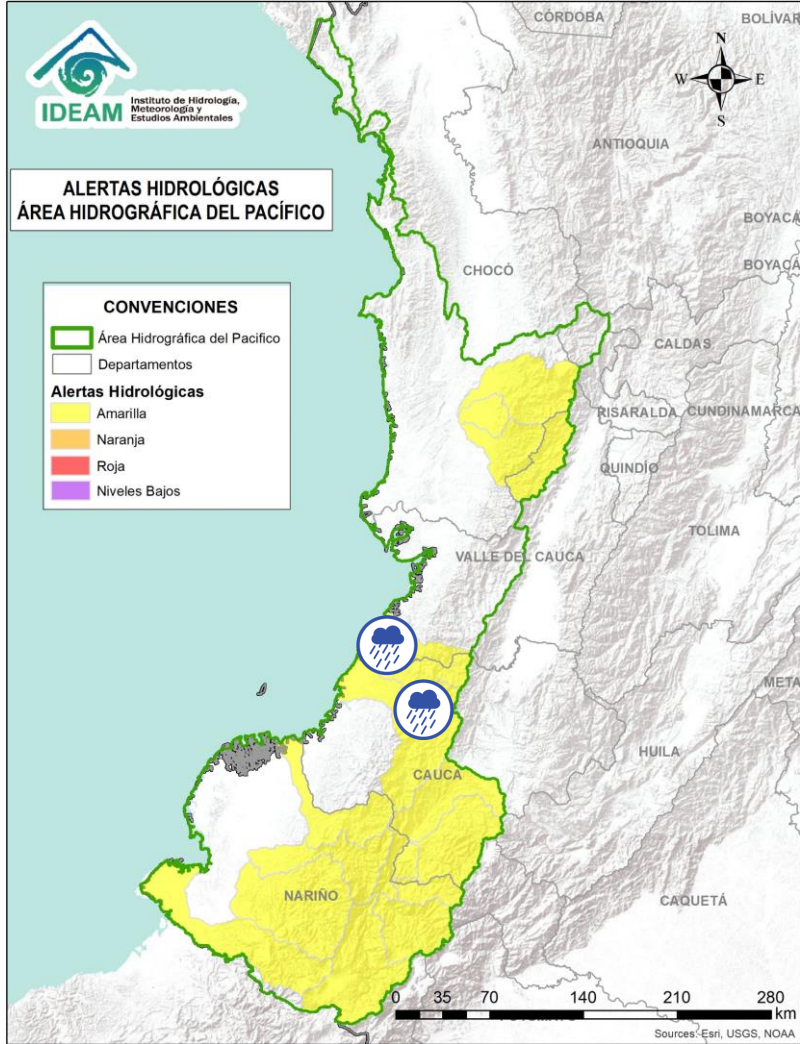 CÓRDOBA
BOLÍVAR
N
W E
S
IDEAM
Instituto de Hidrología,
Meteorología y
Estudios Ambientales
ANTIOQUIA
ALERTAS HIDROLÓGICAS
ÁREA HIDROGRÁFICA DEL PACÍFICO
BOYACÁ
BOYACÁ
CHOCÓ
CONVENCIONES
Área Hidrográfica del Pacifico
Departamentos
Alertas Hidrológicas
Amarilla
Naranja
Roja
Niveles Bajos
CALDAS
RISARALDA
CUNDINAMARCA
QUINDÍO
TOLIMA
VALLE DEL CAUCA
META
HUILA
CAUCA
NARIÑO
CAQUETÁ
0 35 70 140 210 280
km
Sources: Esri, USGS, NOAA